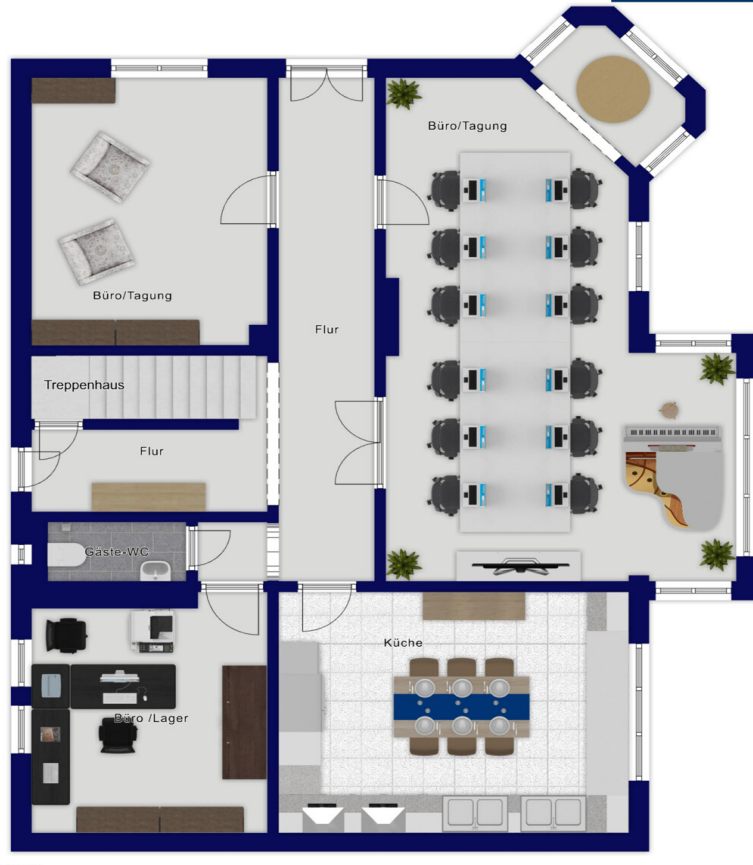 Büro/Tagung
Büro/Tagung
Flur
Treppenhaus
Flur
Gäste-WC
Küche
Büro /Lager